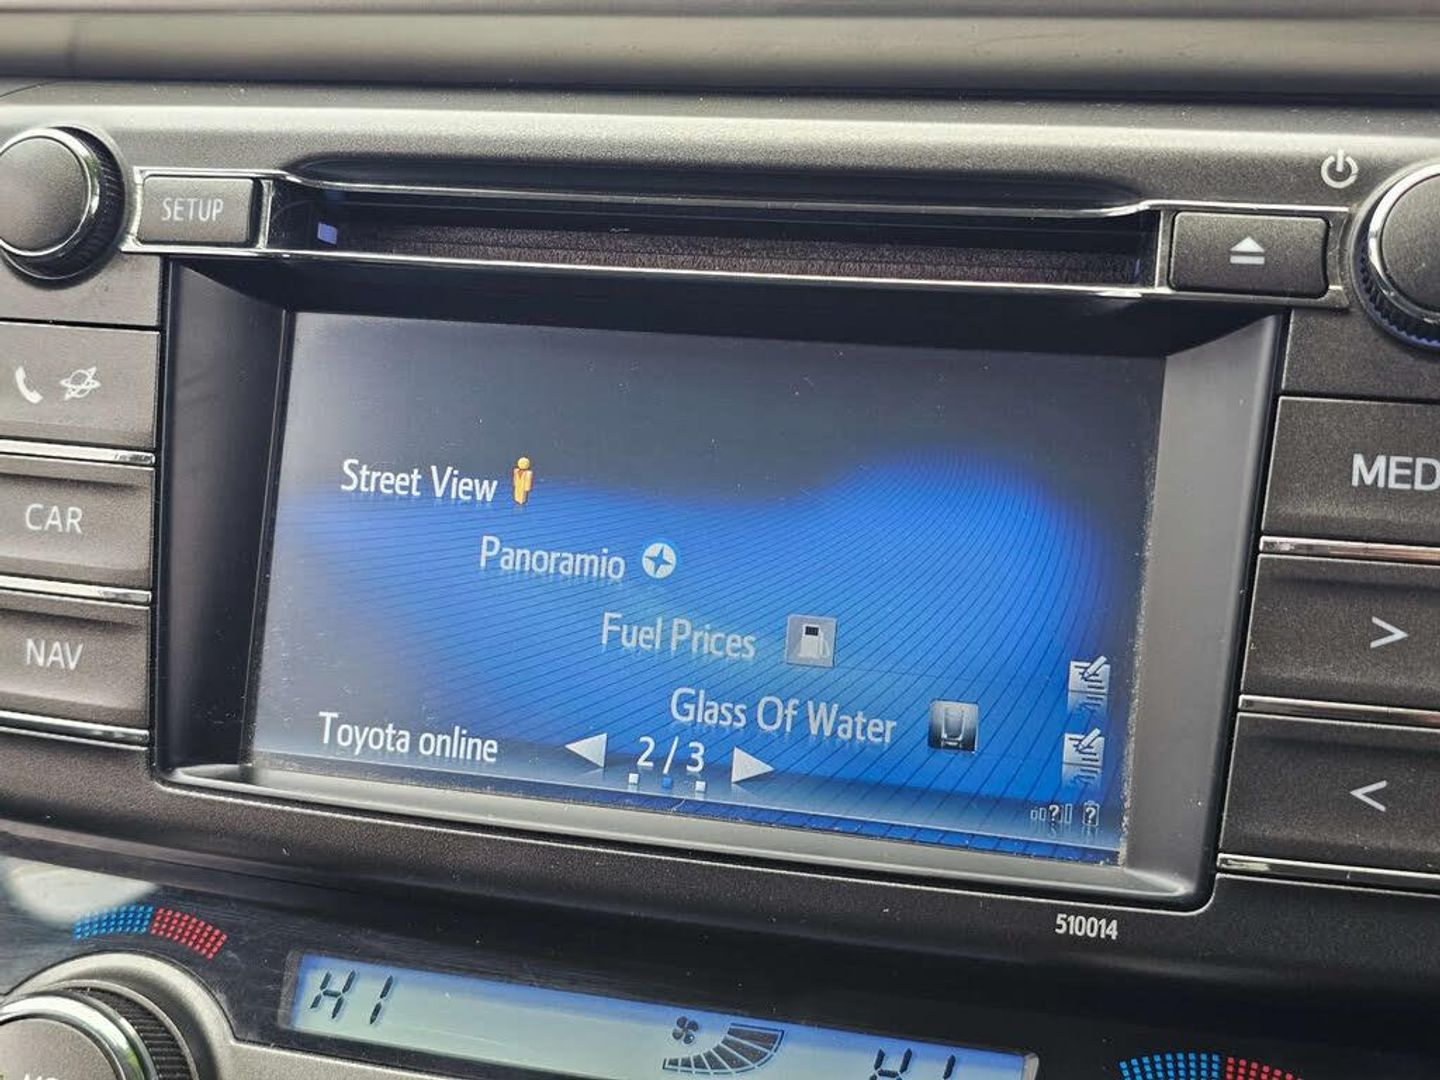 SETUP
CAR
NAV
MED
>
<
Street View
Panoramio
Fuel Prices
Glass Of Water
Toyota online
2 / 3
510014
HI
HI